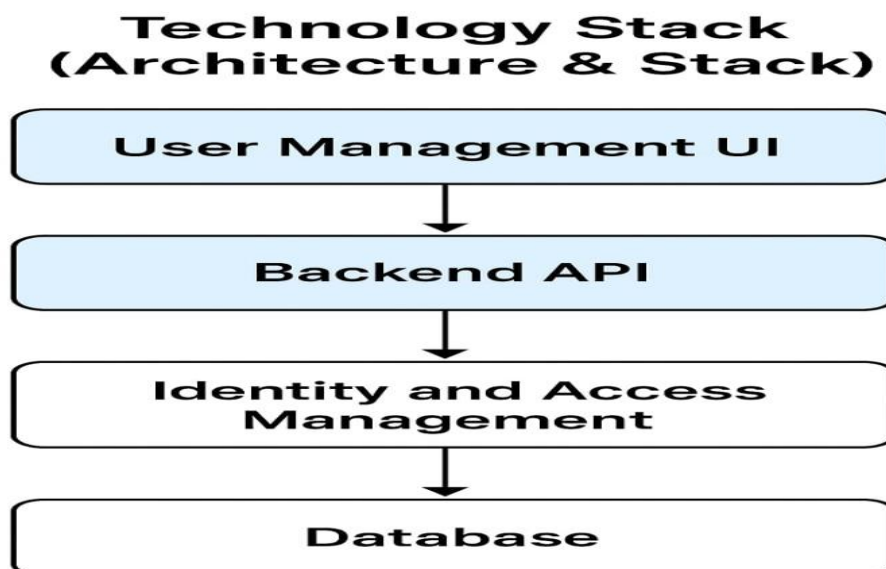 Technology Stack
(Architecture & Stack)
User Management UI
Backend API
Identity and Access
Management
Database